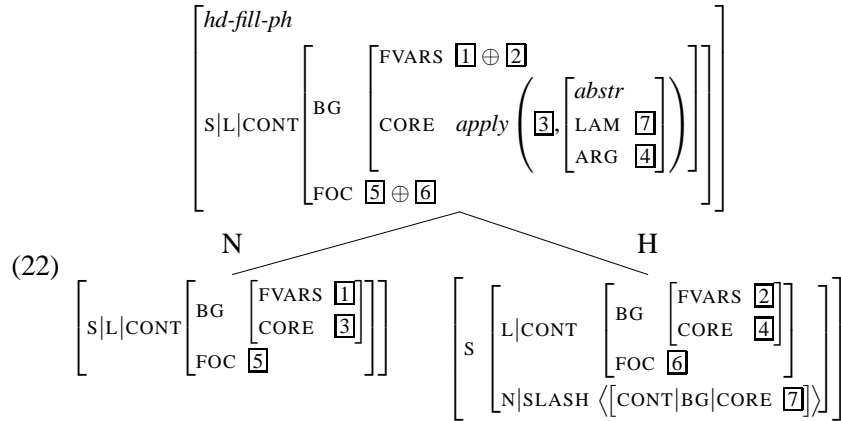 hd-fill-ph
S|L|CONT
BG
FVARS 1 ⊕ 2
CORE apply ( 3 ,
abstr
LAM 7
ARG 4 )
FOC 5 ⊕ 6
N H
(22)
S|L|CONT
BG
FVARS 1
CORE 3
FOC 5
S
L|CONT
BG
FVARS 2
CORE 4
FOC 6
N|SLASH ⟨[CONT|BG|CORE 7]⟩